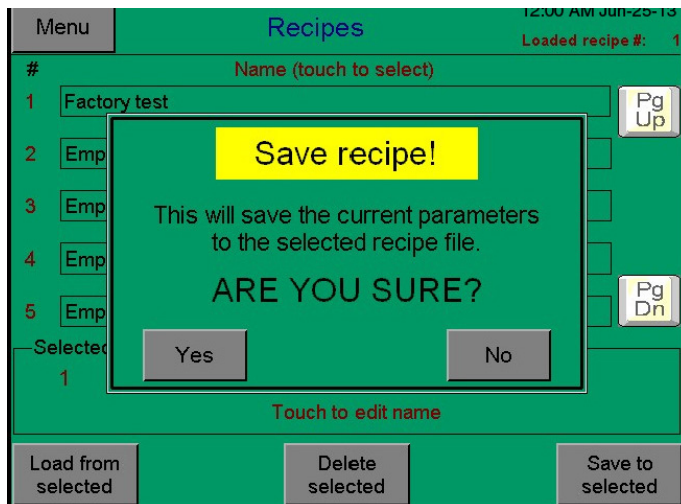 Menu
Recipes
12:00 AM Jun-25-13
Loaded recipe #: 1
# Name (touch to select)
1 Factory test
Pg
Up
2 Emp
3 Emp
4 Emp
5 Emp
Pg
Dn
Save recipe!
This will save the current parameters
to the selected recipe file.
ARE YOU SURE?
Yes No
Selected
1
Touch to edit name
Load from
selected
Delete
selected
Save to
selected